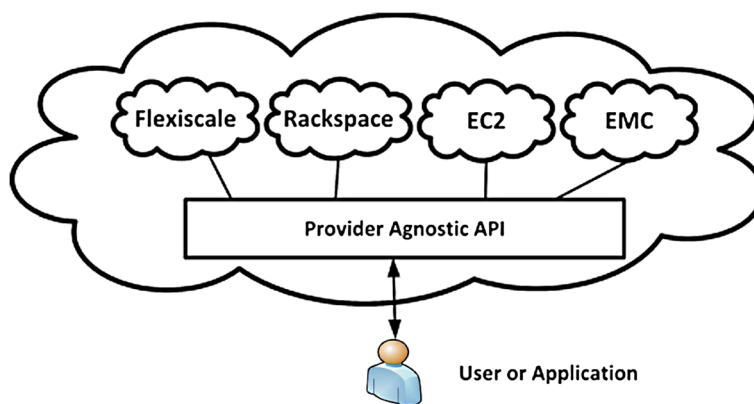 Flexiscale
Rackspace
EC2
EMC
Provider Agnostic API
User or Application